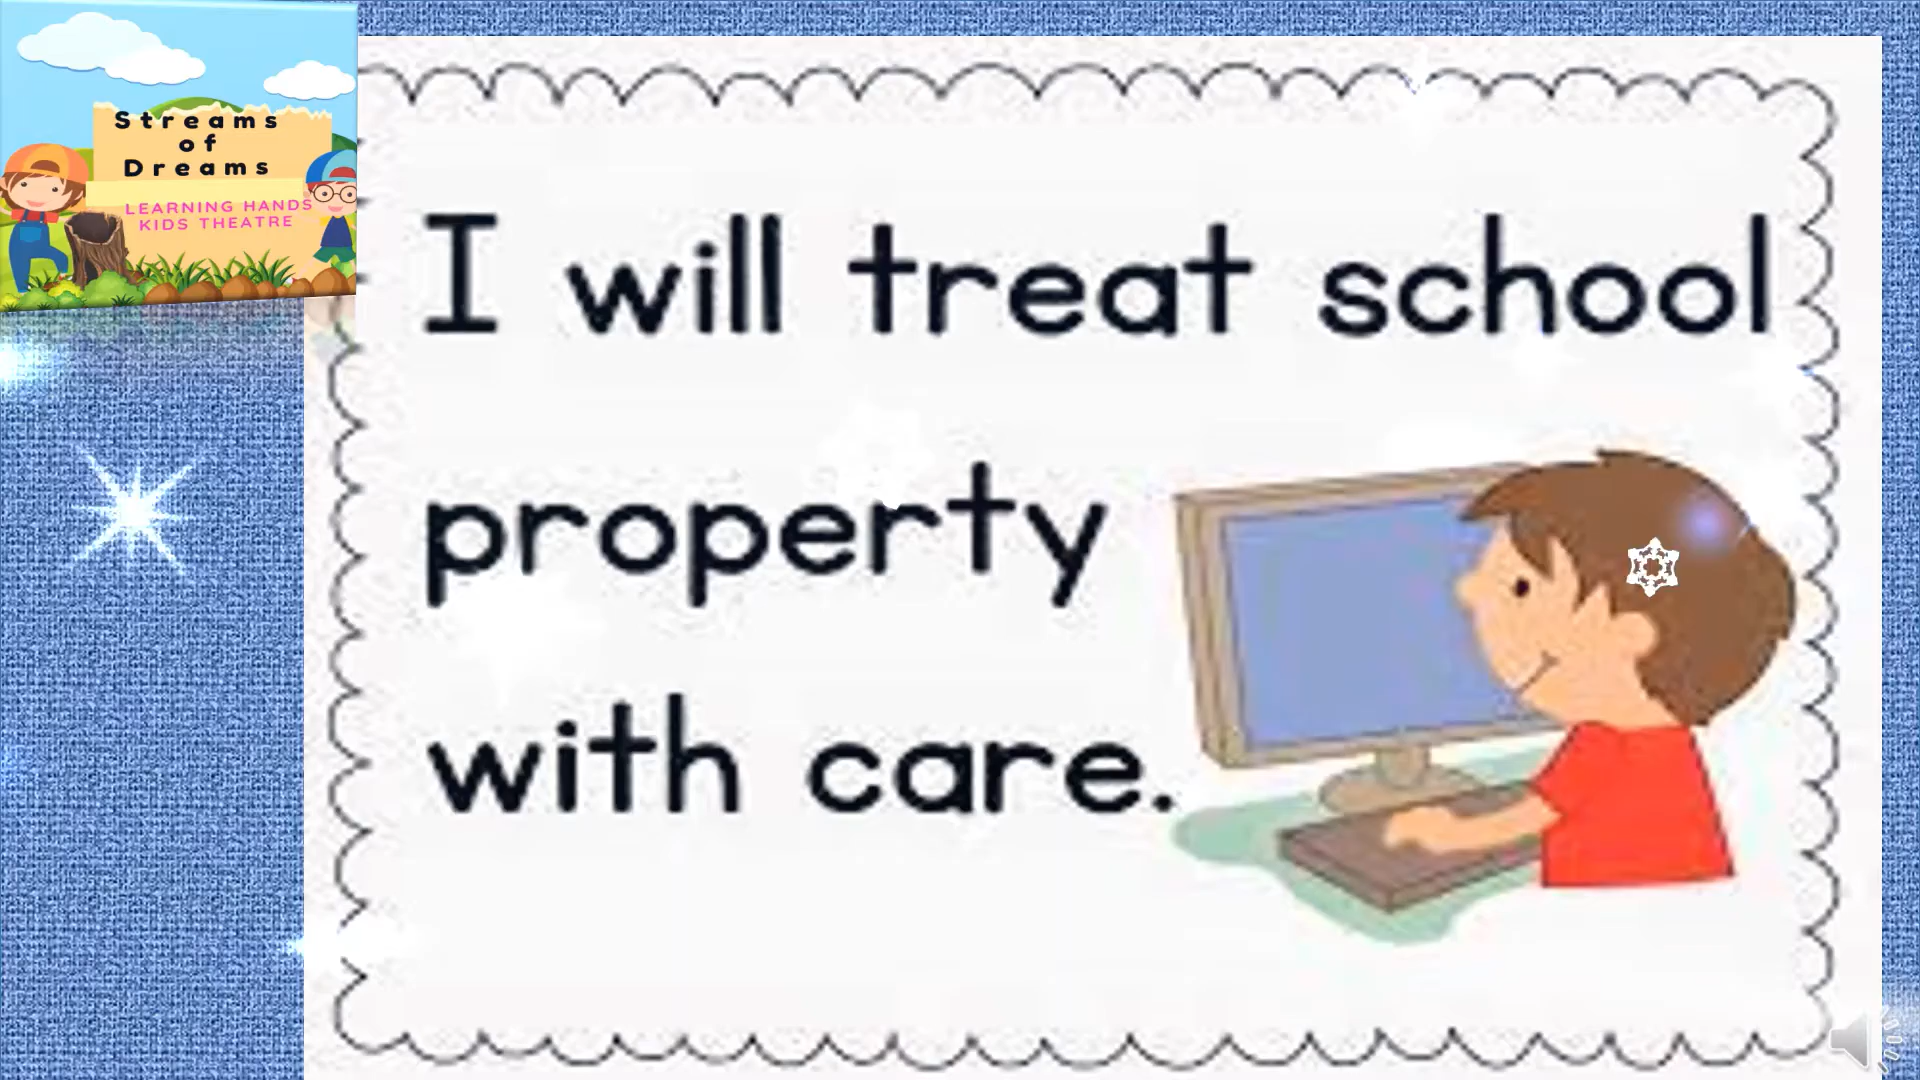 Streams
of
Dreams
LEARNING HANDS
KIDS THEATRE
I will treat school
property
with care.